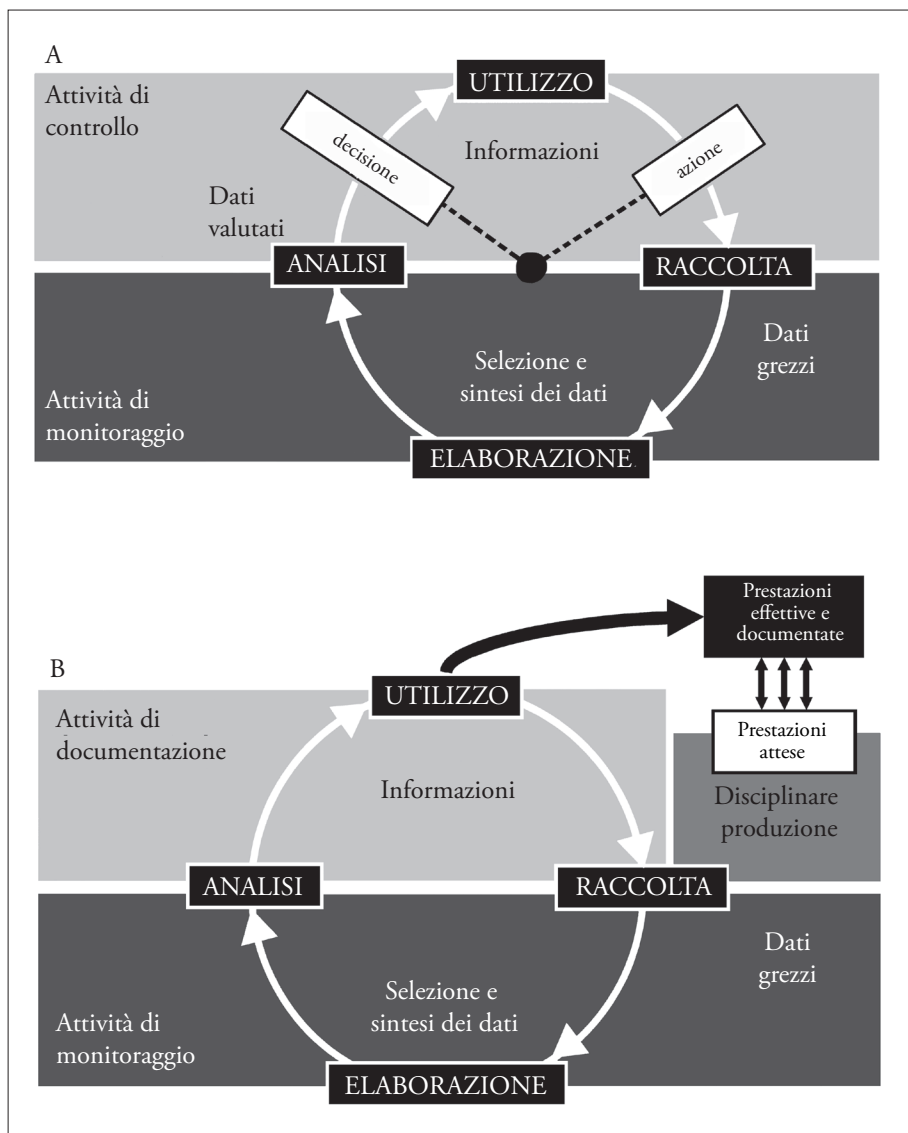 A
UTILIZZO
Attività di
controllo
decisione
Informazioni
azione
Dati
valutati
ANALISI
RACCOLTA
Dati
grezzi
Selezione e
sintesi dei dati
Attività di
monitoraggio
ELABORAZIONE
Prestazioni
effettive e
documentate
B
UTILIZZO
Attività di
documentazione
Prestazioni
attese
Informazioni
Disciplinare
produzione
ANALISI
RACCOLTA
Dati
grezzi
Selezione e
sintesi dei dati
Attività di
monitoraggio
ELABORAZIONE